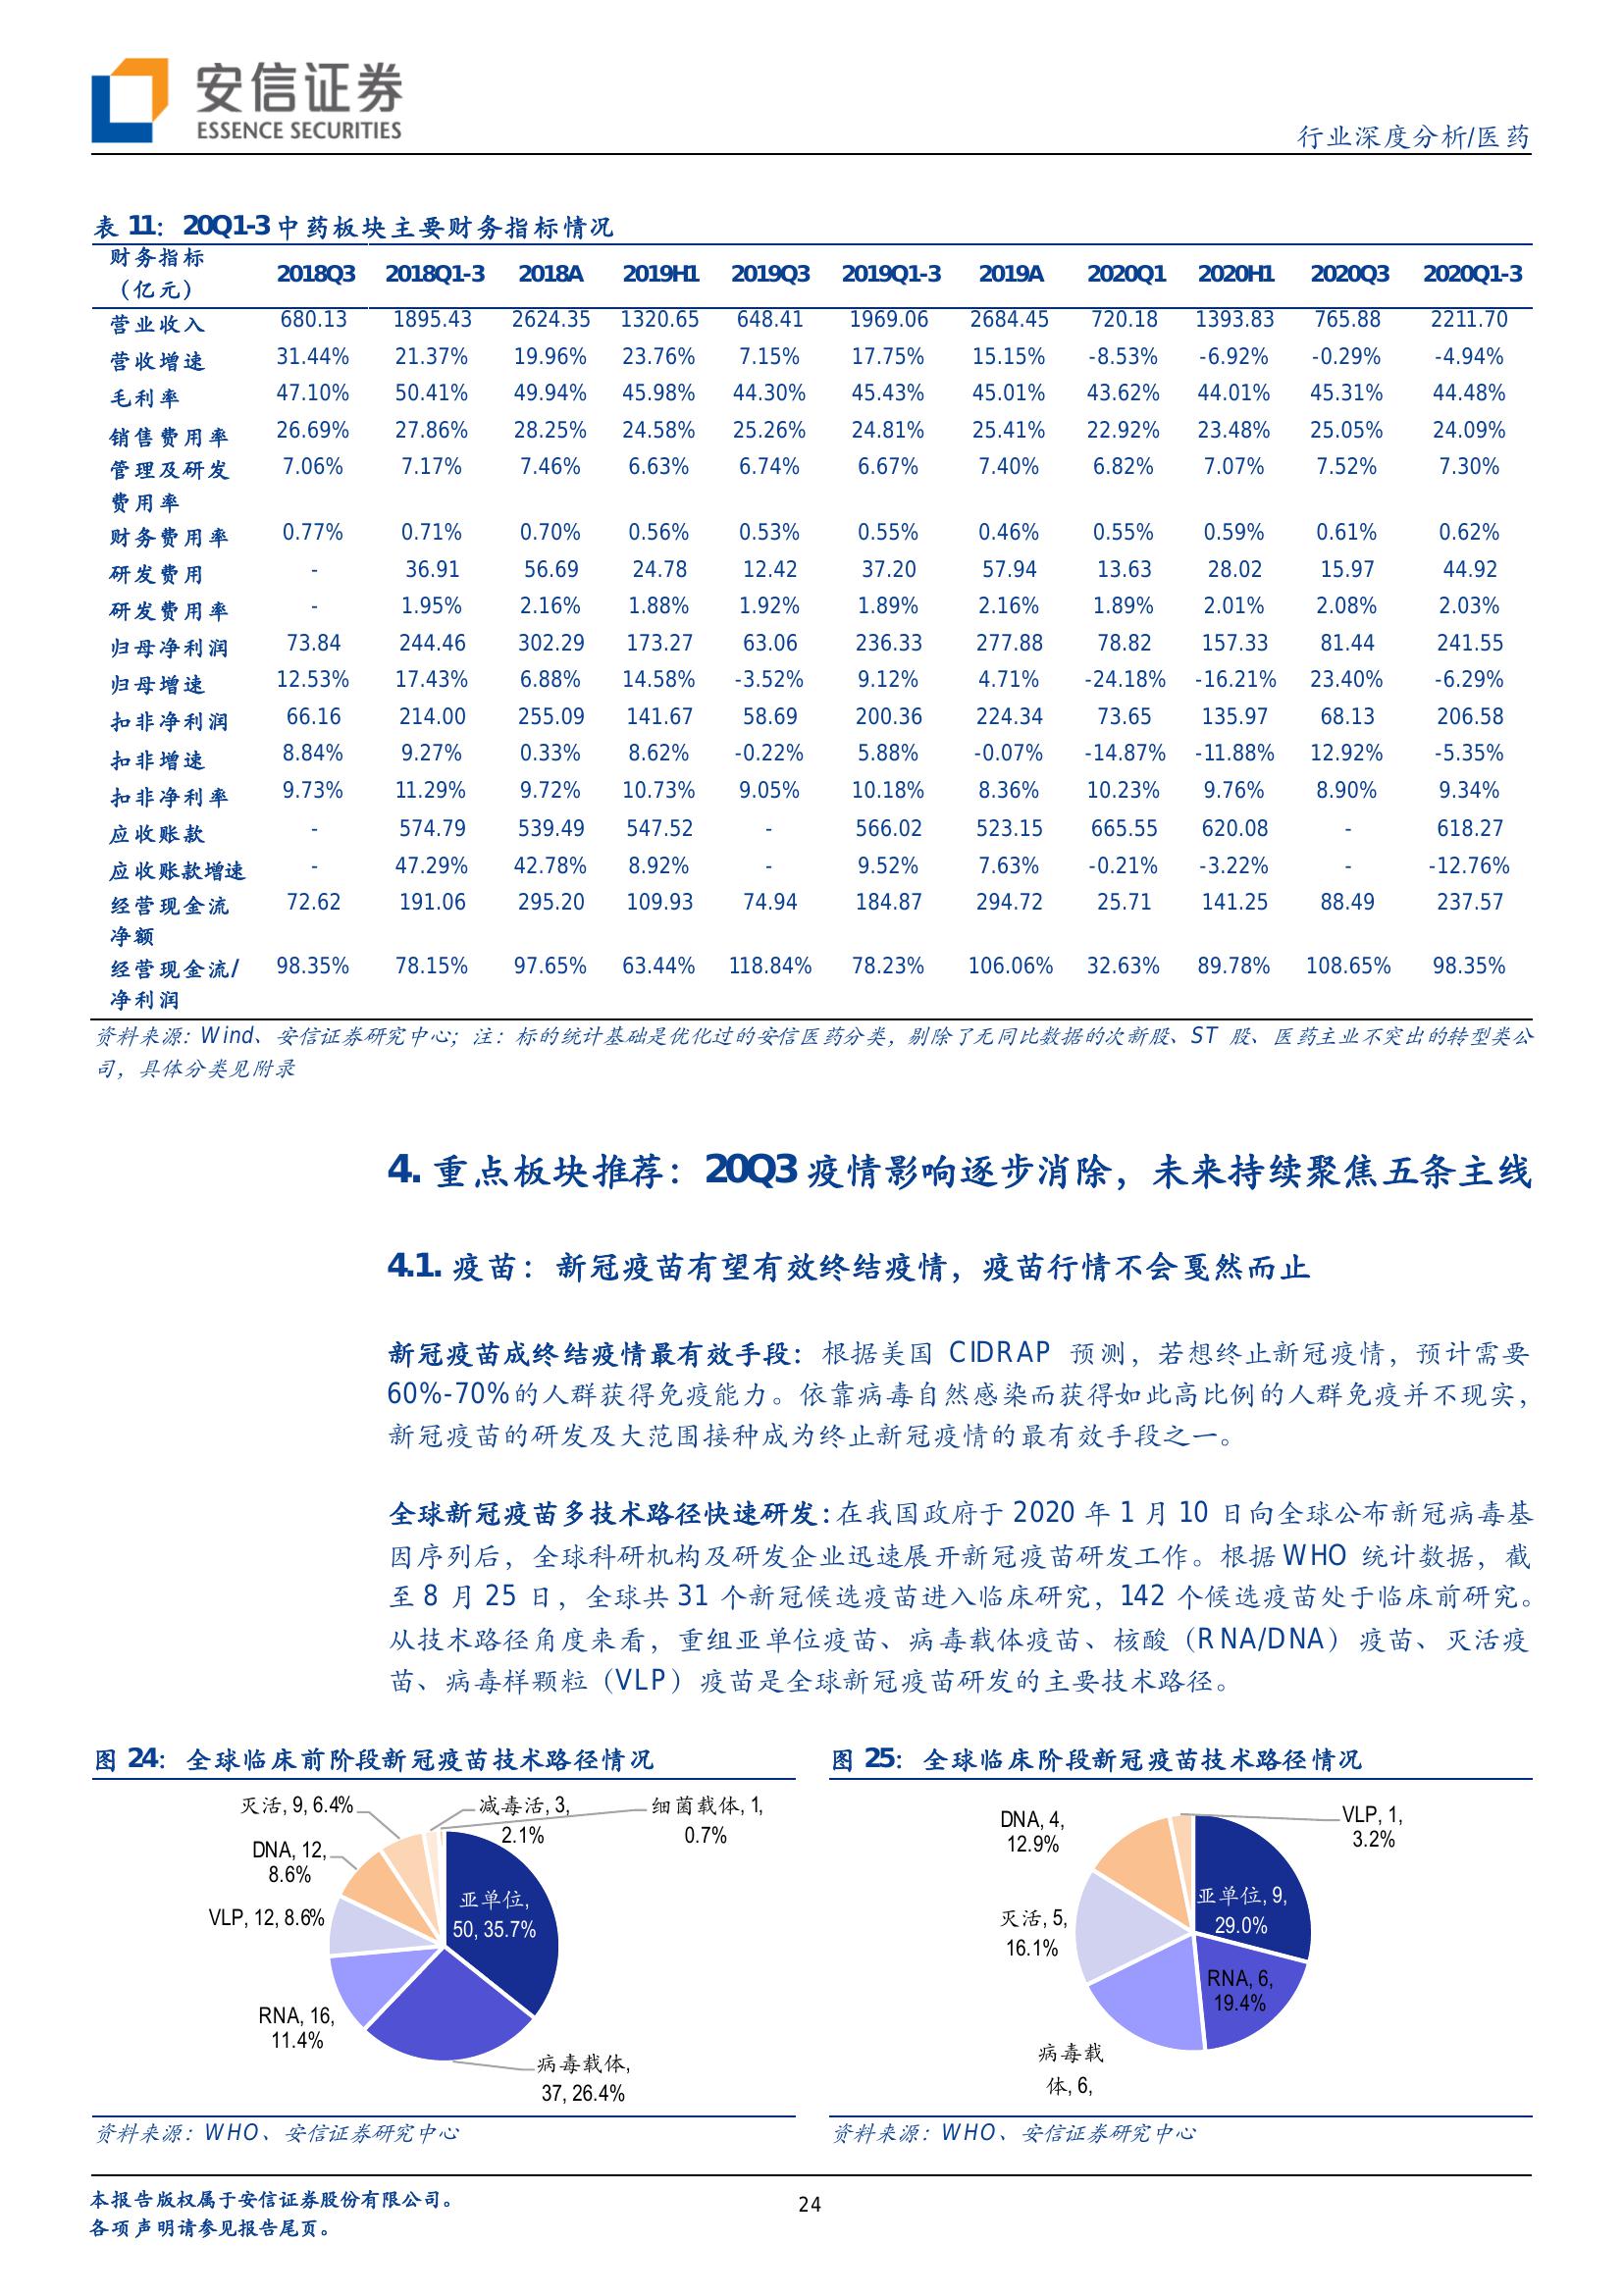 安信证券
ESSENCE SECURITIES
行业深度分析/医药
表 11：20Q1-3 中药板块主要财务指标情况
财务指标（亿元） 2018Q3 2018Q1-3 2018A 2019H1 2019Q3 2019Q1-3 2019A 2020Q1 2020H1 2020Q3 2020Q1-3
营业收入 680.13 1895.43 2624.35 1320.65 648.41 1969.06 2684.45 720.18 1393.83 765.88 2211.70
营收增速 31.44% 21.37% 19.96% 23.76% 7.15% 17.75% 15.15% -8.53% -6.92% -0.29% -4.94%
毛利率 47.10% 50.41% 49.94% 45.98% 44.30% 45.43% 45.01% 43.62% 44.01% 45.31% 44.48%
销售费用率 26.69% 27.86% 28.25% 24.58% 25.26% 24.81% 25.41% 22.92% 23.48% 25.05% 24.09%
管理及研发费用率 7.06% 7.17% 7.46% 6.63% 6.74% 6.67% 7.40% 6.82% 7.07% 7.52% 7.30%
财务费用率 0.77% 0.71% 0.70% 0.56% 0.53% 0.55% 0.46% 0.55% 0.59% 0.61% 0.62%
研发费用 - 36.91 56.69 24.78 12.42 37.20 57.94 13.63 28.02 15.97 44.92
研发费用率 - 1.95% 2.16% 1.88% 1.92% 1.89% 2.16% 1.89% 2.01% 2.08% 2.03%
归母净利润 73.84 244.46 302.29 173.27 63.06 236.33 277.88 78.82 157.33 81.44 241.55
归母增速 12.53% 17.43% 6.88% 14.58% -3.52% 9.12% 4.71% -24.18% -16.21% 23.40% -6.29%
扣非净利润 66.16 214.00 255.09 141.67 58.69 200.36 224.34 73.65 135.97 68.13 206.58
扣非增速 8.84% 9.27% 0.33% 8.62% -0.22% 5.88% -0.07% -14.87% -11.88% 12.92% -5.35%
扣非净利率 9.73% 11.29% 9.72% 10.73% 9.05% 10.18% 8.36% 10.23% 9.76% 8.90% 9.34%
应收账款 - 574.79 539.49 547.52 - 566.02 523.15 665.55 620.08 - 618.27
应收账款增速 - 47.29% 42.78% 8.92% - 9.52% 7.63% -0.21% -3.22% - -12.76%
经营现金流净额 72.62 191.06 295.20 109.93 74.94 184.87 294.72 25.71 141.25 88.49 237.57
经营现金流/净利润 98.35% 78.15% 97.65% 63.44% 118.84% 78.23% 106.06% 32.63% 89.78% 108.65% 98.35%
资料来源：Wind、安信证券研究中心；注：标的统计基础是优化过的安信医药分类，剔除了无同比数据的次新股、ST 股、医药主业不突出的转型类公
司，具体分类见附录
4. 重点板块推荐：20Q3 疫情影响逐步消除，未来持续聚焦五条主线
4.1. 疫苗：新冠疫苗有望有效终结疫情，疫苗行情不会戛然而止
新冠疫苗成终结疫情最有效手段：根据美国 CIDRAP 预测，若想终止新冠疫情，预计需要
60%-70%的人群获得免疫能力。依靠病毒自然感染而获得如此高比例的人群免疫并不现实，
新冠疫苗的研发及大范围接种成为终止新冠疫情的最有效手段之一。
全球新冠疫苗多技术路径快速研发：在我国政府于 2020 年 1 月 10 日向全球公布新冠病毒基
因序列后，全球科研机构及研发企业迅速展开新冠疫苗研发工作。根据 WHO 统计数据，截
至 8 月 25 日，全球共 31 个新冠候选疫苗进入临床研究，142 个候选疫苗处于临床前研究。
从技术路径角度来看，重组亚单位疫苗、病毒载体疫苗、核酸（RNA/DNA）疫苗、灭活疫
苗、病毒样颗粒（VLP）疫苗是全球新冠疫苗研发的主要技术路径。
图 24：全球临床前阶段新冠疫苗技术路径情况
灭活, 9, 6.4%
减毒活, 3,
2.1%
细菌载体, 1,
0.7%
DNA, 12,
8.6%
亚单位,
50, 35.7%
VLP, 12, 8.6%
RNA, 16,
11.4%
病毒载体,
37, 26.4%
资料来源：WHO、安信证券研究中心
图 25：全球临床阶段新冠疫苗技术路径情况
DNA, 4,
12.9%
VLP, 1,
3.2%
亚单位, 9,
29.0%
灭活, 5,
16.1%
RNA, 6,
19.4%
病毒载
体, 6,
资料来源：WHO、安信证券研究中心
本报告版权属于安信证券股份有限公司。
各项声明请参见报告尾页。
24